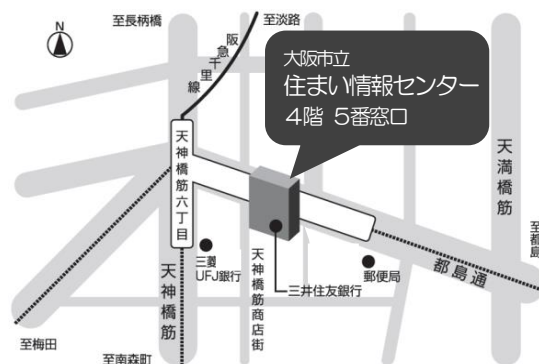 N
至長柄橋
至淡路
阪急千里線
大阪市立
住まい情報センター
4階 5番窓口
天神橋筋六丁目
天満橋筋
至都島
三菱
UFJ銀行
天神橋筋
天神橋筋商店街
三井住友銀行
郵便局
都島通
至梅田
至南森町